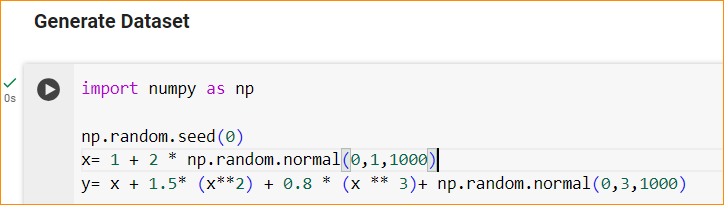 Generate Dataset
0s
import numpy as np
np.random.seed(0)
x= 1 + 2 * np.random.normal(0,1,1000)
y= x + 1.5* (x**2) + 0.8 * (x ** 3)+ np.random.normal(0,3,1000)